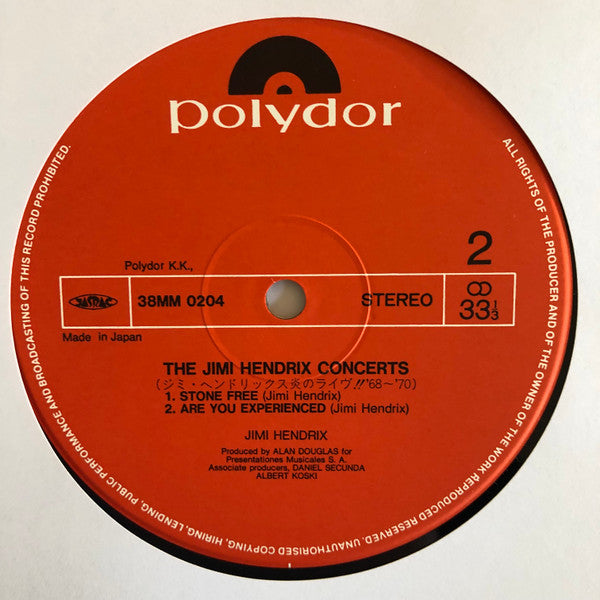 polydor
2
Polydor K.K.,
JASRAC
38MM 0204
STEREO
33 1/3
Made in Japan
THE JIMI HENDRIX CONCERTS
(ジミ・ヘンドリックス炎のライヴ!!'68〜'70)
1. STONE FREE (Jimi Hendrix)
2. ARE YOU EXPERIENCED (Jimi Hendrix)
JIMI HENDRIX
Produced by ALAN DOUGLAS for
Presentationes Musicales S. A.
Associate producers, DANIEL SECUNDA
ALBERT KOSKI
ALL RIGHTS OF THE PRODUCER AND OF THE OWNER OF THE WORK REPRODUCED RESERVED. UNAUTHORISED COPYING, HIRING, LENDING, PUBLIC PERFORMANCE AND BROADCASTING OF THIS RECORD PROHIBITED.